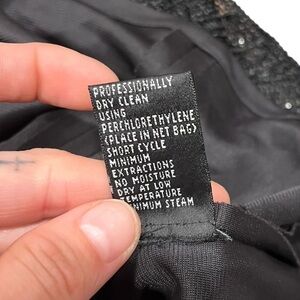 PROFESSIONALLY
DRY CLEAN
USING
PERCHLORETHYLENE
(PLACE IN NET BAG)
SHORT CYCLE
MINIMUM
EXTRACTIONS
NO MOISTURE
DRY AT LOW
TEMPERATURE
STEAM